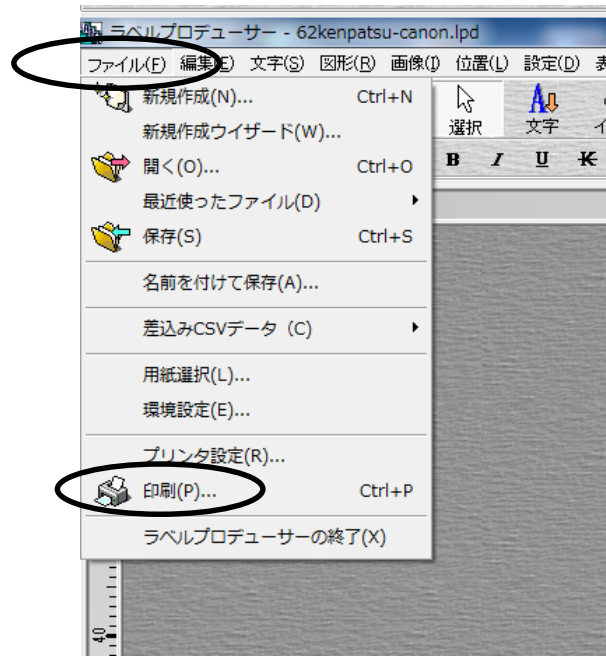 ラベルプロデューサー - 62kenpatsu-canon.lpd
ファイル(F) 編集(E) 文字(S) 図形(R) 画像(I) 位置(L) 設定(D)
新規作成(N)... Ctrl+N
新規作成ウイザード(W)...
開く(O)... Ctrl+O
最近使ったファイル(D)
保存(S) Ctrl+S
名前を付けて保存(A)...
差込みCSVデータ（C）
用紙選択(L)...
環境設定(E)...
プリンタ設定(R)...
印刷(P)... Ctrl+P
ラベルプロデューサーの終了(X)
選択 文字
B I U K
40